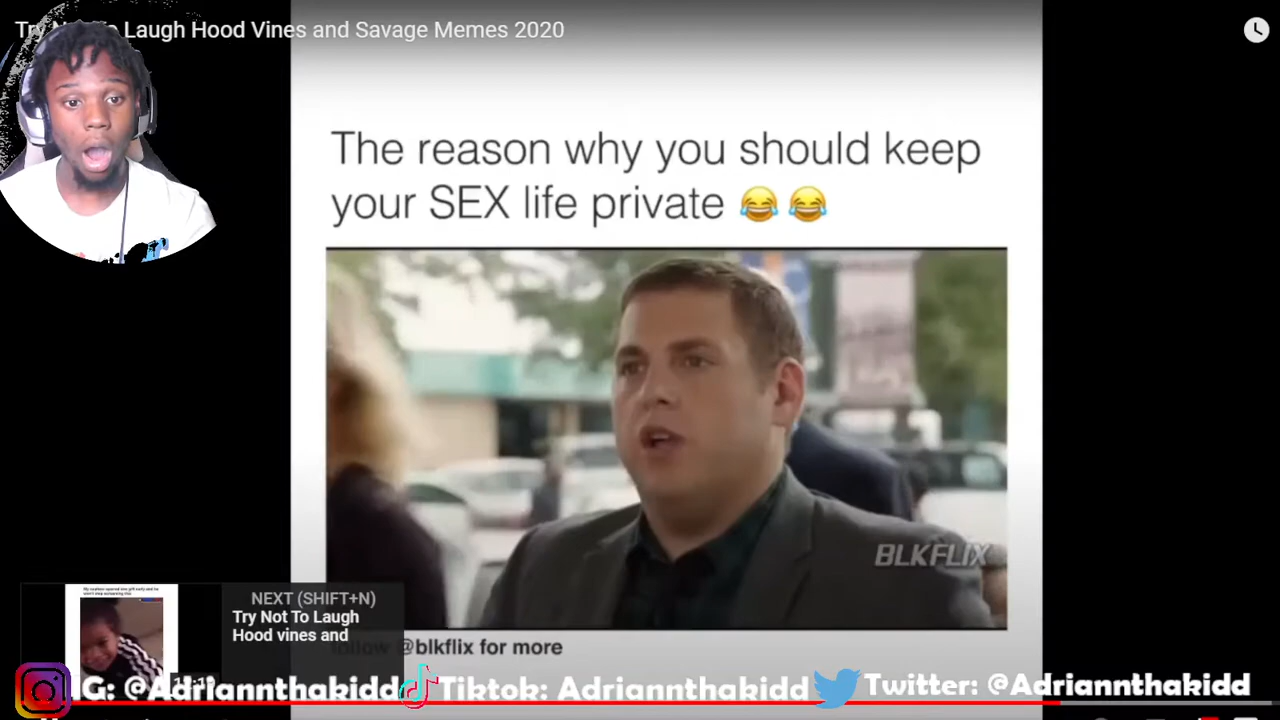 Try Laugh Hood Vines and Savage Memes 2020
The reason why you should keep
your SEX life private 😂 😂
BLKFLIX
NEXT (SHIFT+N)
Try Not To Laugh
Hood vines and
@blkflix for more
G: @Adriannthakidd
Tiktok: Adriannthakidd
Twitter: @Adriannthakidd